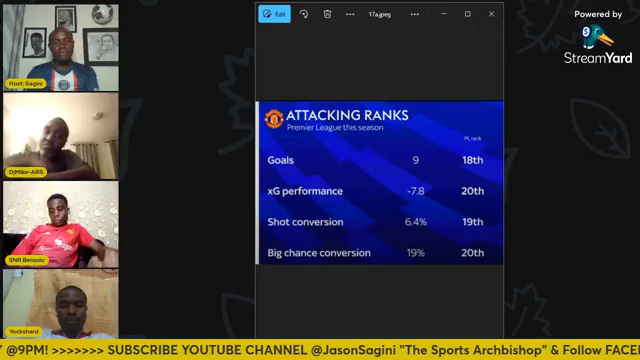 Edit
17a.jpeg
Powered by
StreamYard
Host: Sagini
DjMike-ARS
SNR Bensoic
Yockshard
ATTACKING RANKS
Premier League this season
PL rank
Goals 9 18th
xG performance -7.8 20th
Shot conversion 6.4% 19th
Big chance conversion 19% 20th
@9PM! >>>>>>> SUBSCRIBE YOUTUBE CHANNEL @JasonSagini "The Sports Archbishop" & Follow FACE